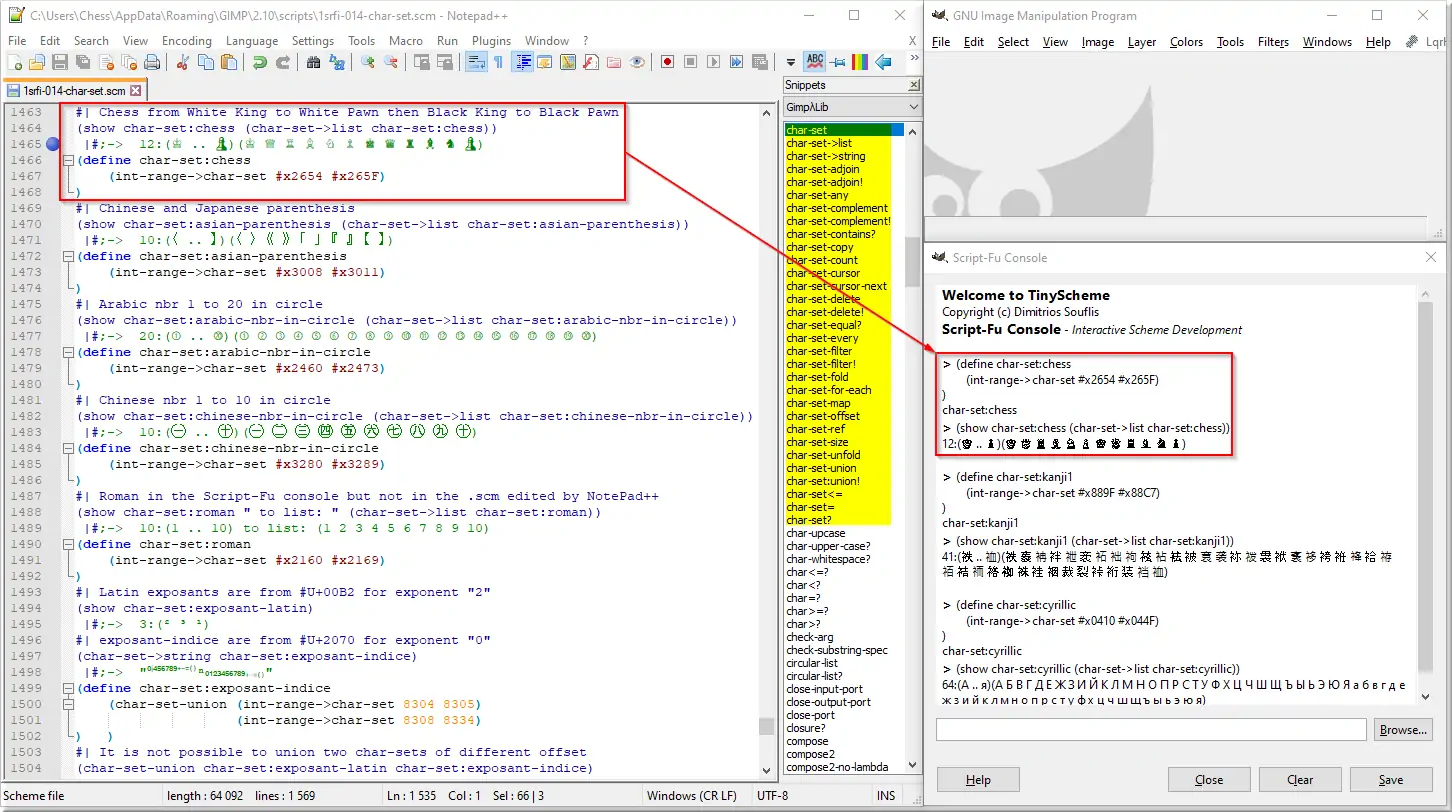 C:\Users\Chess\AppData\Roaming\GIMP\2.10\scripts\1srfi-014-char-set.scm - Notepad++
File Edit Search View Encoding Language Settings Tools Macro Run Plugins Window ? X
1srfi-014-char-set.scm
1463 #| Chess from White King to White Pawn then Black King to Black Pawn
1464 (show char-set:chess (char-set->list char-set:chess))
1465 |#;-> 12:(♔ .. ♟)(♔ ♕ ♖ ♗ ♘ ♙ ♚ ♛ ♜ ♝ ♞ ♟)
1466 (define char-set:chess
1467 (int-range->char-set #x2654 #x265F)
1468 )
1469 #| Chinese and Japanese parenthesis
1470 (show char-set:asian-parenthesis (char-set->list char-set:asian-parenthesis))
1471 |#;-> 10:(〈 .. 】)(〈 〉 《 》 「 」 『 』 【 】)
1472 (define char-set:asian-parenthesis
1473 (int-range->char-set #x3008 #x3011)
1474 )
1475 #| Arabic nbr 1 to 20 in circle
1476 (show char-set:arabic-nbr-in-circle (char-set->list char-set:arabic-nbr-in-circle))
1477 |#;-> 20:(① .. ⑳)(① ② ③ ④ ⑤ ⑥ ⑦ ⑧ ⑨ ⑩ ⑪ ⑫ ⑬ ⑭ ⑮ ⑯ ⑰ ⑱ ⑲ ⑳)
1478 (define char-set:arabic-nbr-in-circle
1479 (int-range->char-set #x2460 #x2473)
1480 )
1481 #| Chinese nbr 1 to 10 in circle
1482 (show char-set:chinese-nbr-in-circle (char-set->list char-set:chinese-nbr-in-circle))
1483 |#;-> 10:(㊀ .. ㊉)(㊀ ㊁ ㊂ ㊃ ㊄ ㊅ ㊆ ㊇ ㊈ ㊉)
1484 (define char-set:chinese-nbr-in-circle
1485 (int-range->char-set #x3280 #x3289)
1486 )
1487 #| Roman in the Script-Fu console but not in the .scm edited by NotePad++
1488 (show char-set:roman " to list: " (char-set->list char-set:roman))
1489 |#;-> 10:(1 .. 10) to list: (1 2 3 4 5 6 7 8 9 10)
1490 (define char-set:roman
1491 (int-range->char-set #x2160 #x2169)
1492 )
1493 #| Latin exposants are from #U+00B2 for exponent "2"
1494 (show char-set:exposant-latin)
1495 |#;-> 3:(² ³ ¹)
1496 #| exposant-indice are from #U+2070 for exponent "0"
1497 (char-set->string char-set:exposant-indice)
1498 |#;-> "⁰ⁱ⁴⁵⁶⁷⁸⁹⁺⁻⁼⁽⁾ⁿ₀₁₂₃₄₅₆₇₈₉₊₋₌₍₎"
1499 (define char-set:exposant-indice
1500 (char-set-union (int-range->char-set 8304 8305)
1501 (int-range->char-set 8308 8334)
1502 ) )
1503 #| It is not possible to union two char-sets of different offset
1504 (char-set-union char-set:exposant-latin char-set:exposant-indice)
Scheme file length : 64 092 lines : 1 569 Ln : 1 535 Col : 1 Sel : 66 | 3 Windows (CR LF) UTF-8 INS
Snippets
GimpλLib
char-set
char-set->list
char-set->string
char-set-adjoin
char-set-adjoin!
char-set-any
char-set-complement
char-set-complement!
char-set-contains?
char-set-copy
char-set-count
char-set-cursor
char-set-cursor-next
char-set-delete
char-set-delete!
char-set-equal?
char-set-every
char-set-filter
char-set-filter!
char-set-fold
char-set-for-each
char-set-map
char-set-offset
char-set-ref
char-set-size
char-set-unfold
char-set-union
char-set:union!
char-set<=
char-set=
char-set?
char-upcase
char-upper-case?
char-whitespace?
char<=?
char<?
char=?
char>=?
char>?
check-arg
check-substring-spec
circular-list
circular-list?
close-input-port
close-output-port
close-port
closure?
compose
compose2
compose2-no-lambda
GNU Image Manipulation Program
File Edit Select View Image Layer Colors Tools Filters Windows Help
Script-Fu Console
Welcome to TinyScheme
Copyright (c) Dimitrios Souflis
Script-Fu Console - Interactive Scheme Development
> (define char-set:chess
(int-range->char-set #x2654 #x265F)
)
char-set:chess
> (show char-set:chess (char-set->list char-set:chess))
12:(♔ .. ♟)(♔ ♕ ♖ ♗ ♘ ♙ ♚ ♛ ♜ ♝ ♞ ♟)
> (define char-set:kanji1
(int-range->char-set #x889F #x88C7)
)
char-set:kanji1
> (show char-set:kanji1 (char-set->list char-set:kanji1))
> (define char-set:cyrillic
(int-range->char-set #x0410 #x044F)
)
char-set:cyrillic
> (show char-set:cyrillic (char-set->list char-set:cyrillic))
64:(А .. я)(А Б В Г Д Е Ж З И Й К Л М Н О П Р С Т У Ф Х Ц Ч Ш Щ Ъ Ы Ь Э Ю Я а б в г д е
ж з и й к л м н о п р с т у ф х ц ч ш щ ъ ы ь э ю я)
Browse...
Help Close Clear Save